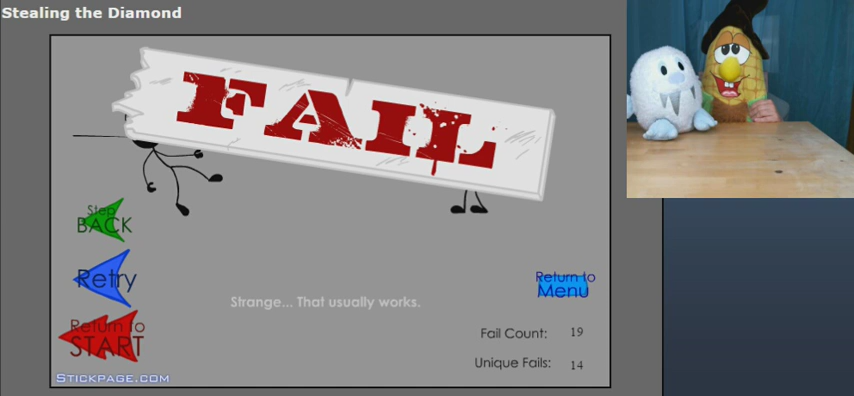 Stealing the Diamond
FAIL
Step
BACK
Retry
Return to
START
Strange... That usually works.
Return to
Menu
Fail Count: 19
Unique Fails: 14
STICKPAGE.COM